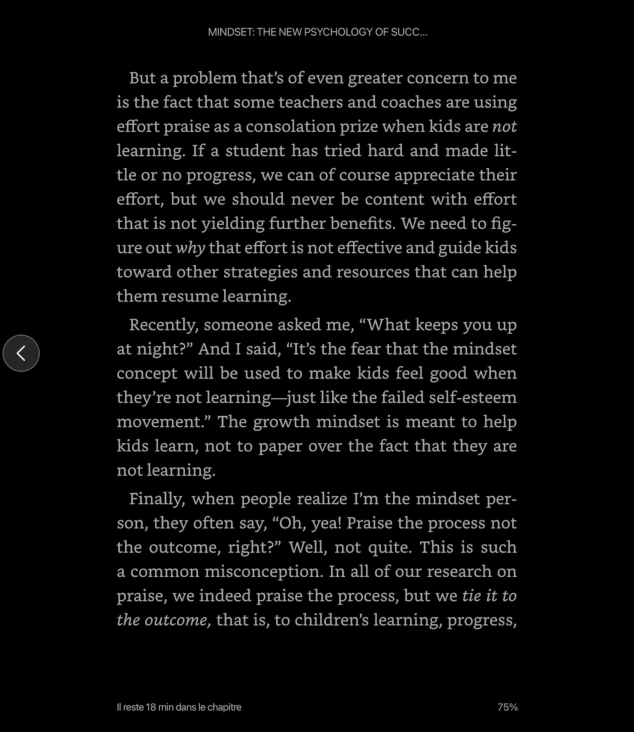 MINDSET: THE NEW PSYCHOLOGY OF SUCC...
But a problem that's of even greater concern to me
is the fact that some teachers and coaches are using
effort praise as a consolation prize when kids are not
learning. If a student has tried hard and made lit-
tle or no progress, we can of course appreciate their
effort, but we should never be content with effort
that is not yielding further benefits. We need to fig-
ure out why that effort is not effective and guide kids
toward other strategies and resources that can help
them resume learning.
Recently, someone asked me, “What keeps you up
at night?” And I said, “It's the fear that the mindset
concept will be used to make kids feel good when
they're not learning—just like the failed self-esteem
movement.” The growth mindset is meant to help
kids learn, not to paper over the fact that they are
not learning.
Finally, when people realize I'm the mindset per-
son, they often say, “Oh, yea! Praise the process not
the outcome, right?” Well, not quite. This is such
a common misconception. In all of our research on
praise, we indeed praise the process, but we tie it to
the outcome, that is, to children's learning, progress,
Il reste 18 min dans le chapitre
75%